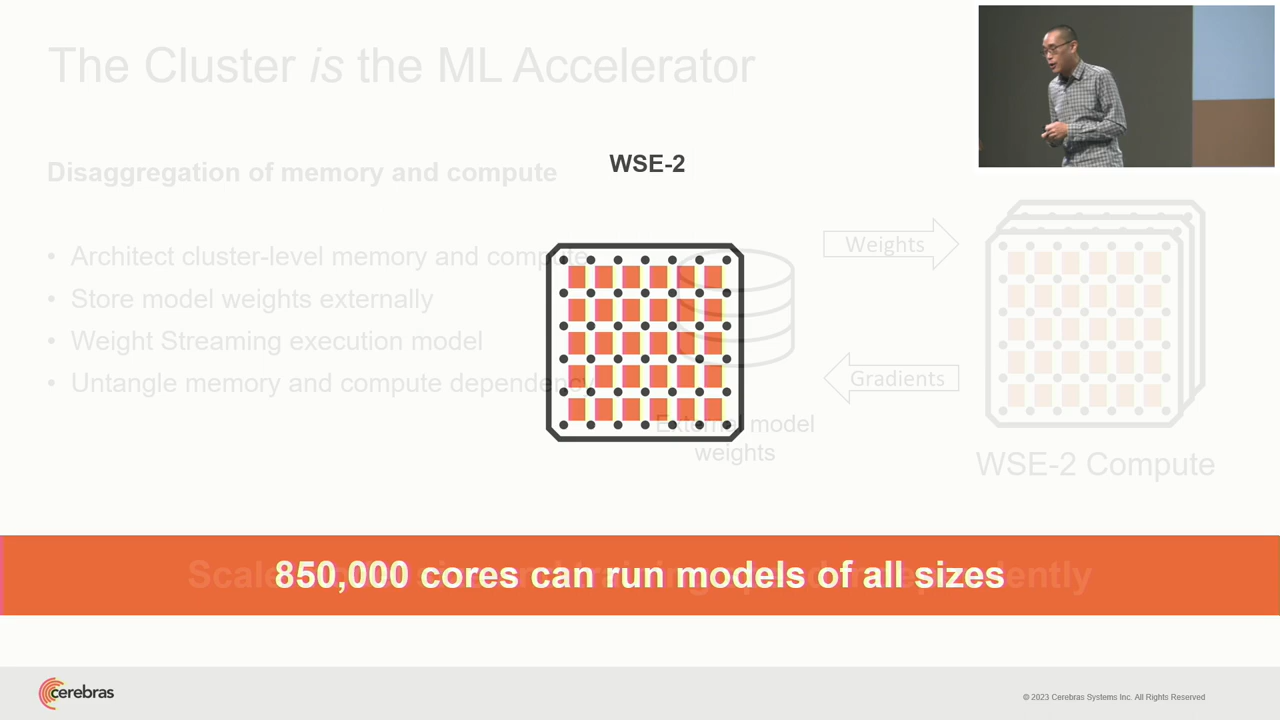 The Cluster is the ML Accelerator
Disaggregation of memory and compute
WSE-2
• Architect cluster-level memory and compute
• Store model weights externally
• Weight Streaming execution model
• Untangle memory and compute dependency
Weights
Gradients
External model
weights
WSE-2 Compute
850,000 cores can run models of all sizes
cerebras
© 2023 Cerebras Systems Inc. All Rights Reserved